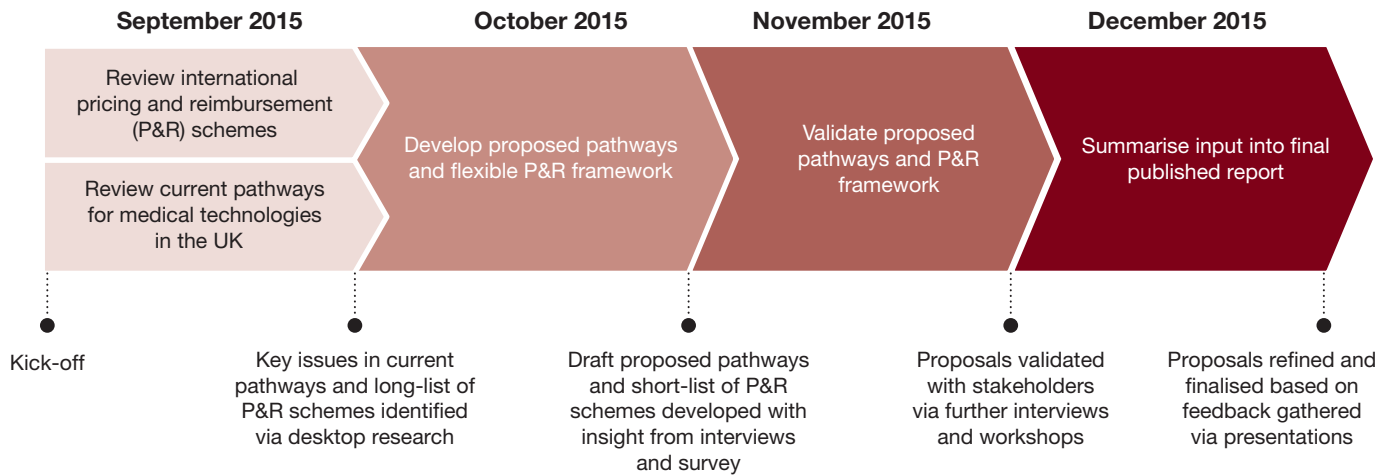 September 2015
October 2015
November 2015
December 2015
Review international
pricing and reimbursement
(P&R) schemes
Review current pathways
for medical technologies
in the UK
Develop proposed pathways
and flexible P&R framework
Validate proposed
pathways and P&R
framework
Summarise input into final
published report
Kick-off
Key issues in current
pathways and long-list of
P&R schemes identified
via desktop research
Draft proposed pathways
and short-list of P&R
schemes developed with
insight from interviews
and survey
Proposals validated
with stakeholders
via further interviews
and workshops
Proposals refined and
finalised based on
feedback gathered
via presentations